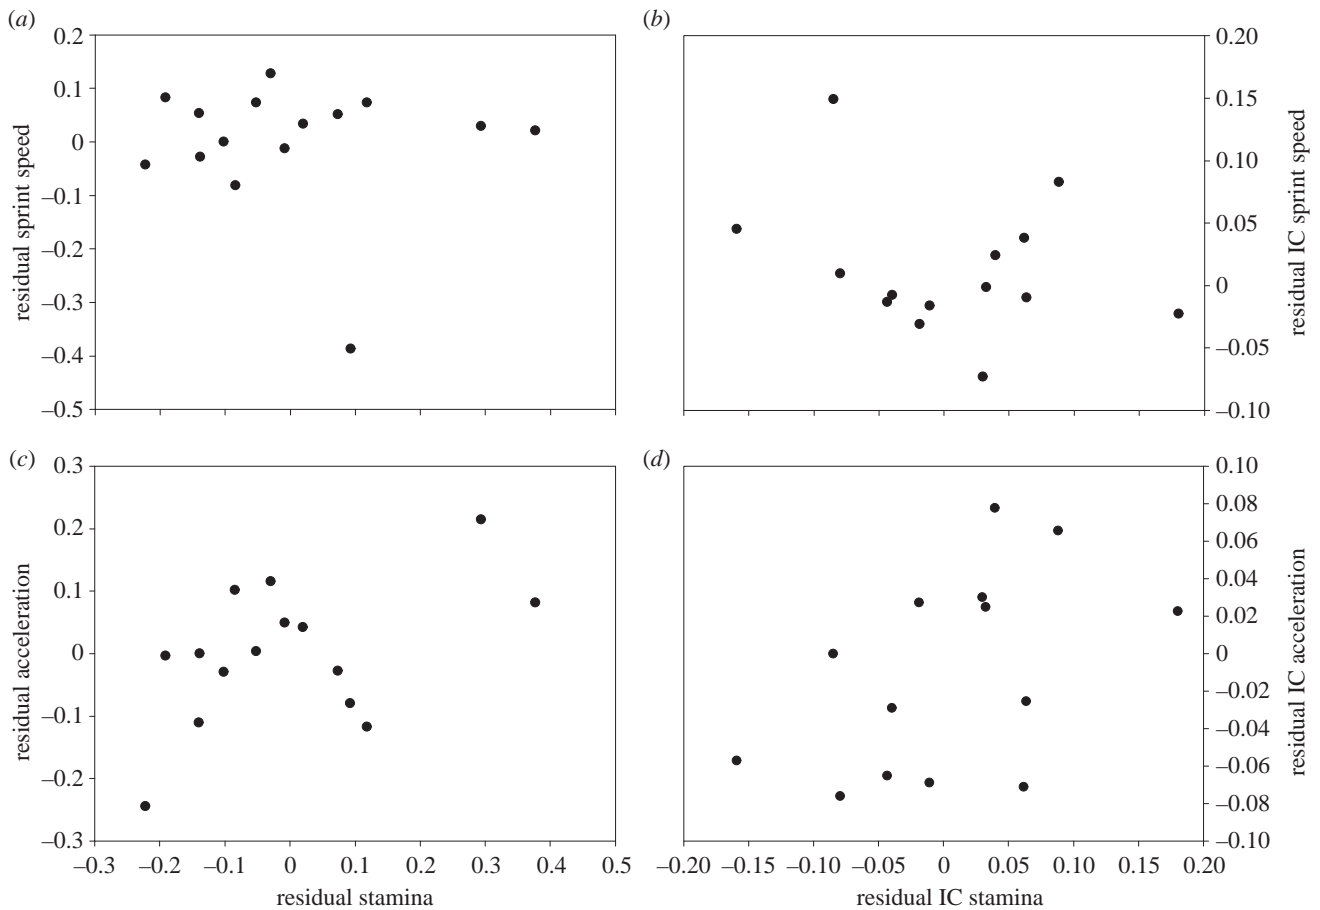 (a)
0.2
0.1
0
–0.1
–0.2
–0.3
–0.4
–0.5
residual sprint speed
(b)
0.20
0.15
0.10
0.05
0
–0.05
–0.10
residual IC sprint speed
(c)
0.3
0.2
0.1
0
–0.1
–0.2
–0.3
residual acceleration
–0.3 –0.2 –0.1 0 0.1 0.2 0.3 0.4 0.5
residual stamina
(d)
0.10
0.08
0.06
0.04
0.02
0
–0.02
–0.04
–0.06
–0.08
–0.10
residual IC acceleration
–0.20 –0.15 –0.10 –0.05 0 0.05 0.10 0.15 0.20
residual IC stamina